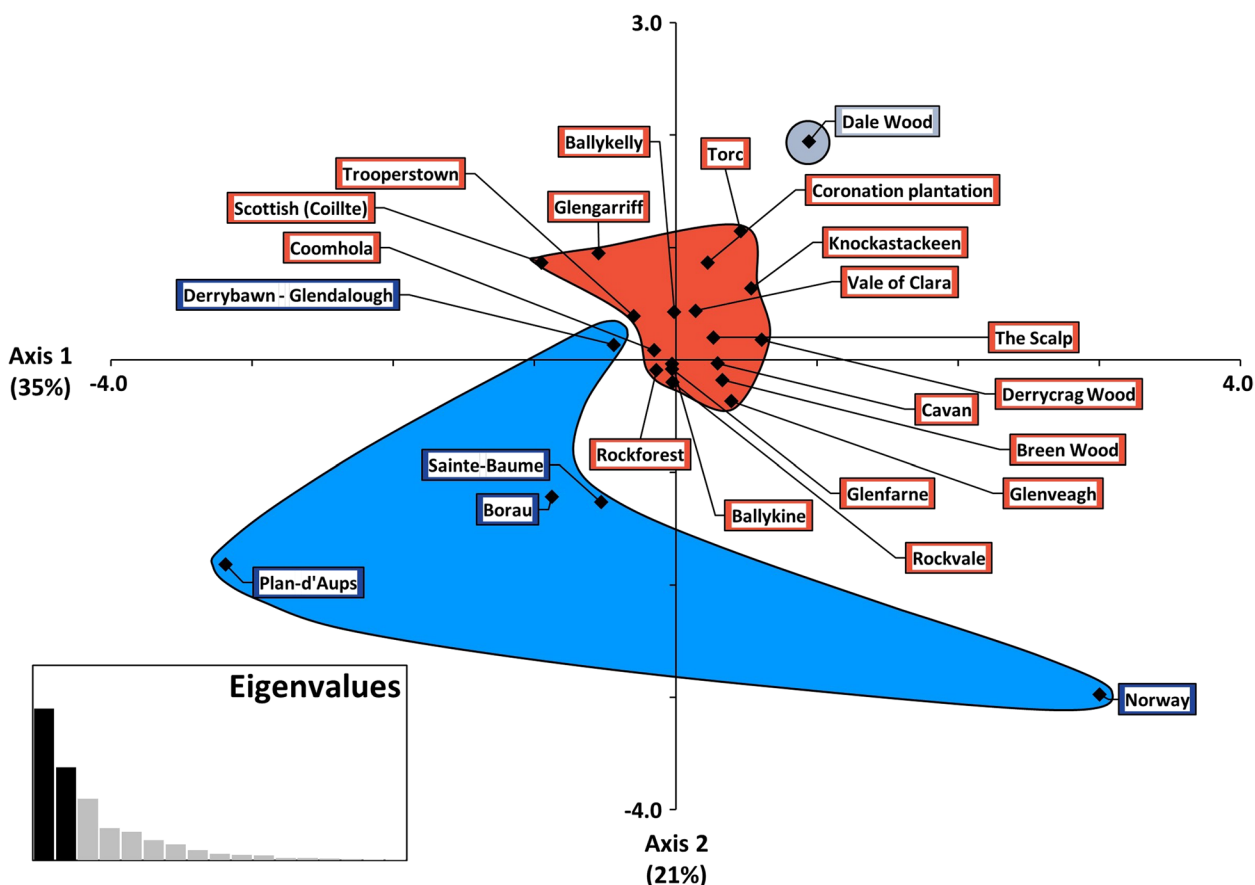 3.0
Dale Wood
Ballykelly
Torc
Trooperstown
Coronation plantation
Scottish (Coillte)
Glengarriff
Coomhola
Knockastackeen
Derrybawn - Glendalough
Vale of Clara
The Scalp
Axis 1
(35%)
-4.0
4.0
Derrycrag Wood
Cavan
Breen Wood
Rockforest
Sainte-Baume
Glenfarne
Glenveagh
Borau
Ballykine
Rockvale
Plan-d'Aups
Eigenvalues
Norway
-4.0
Axis 2
(21%)